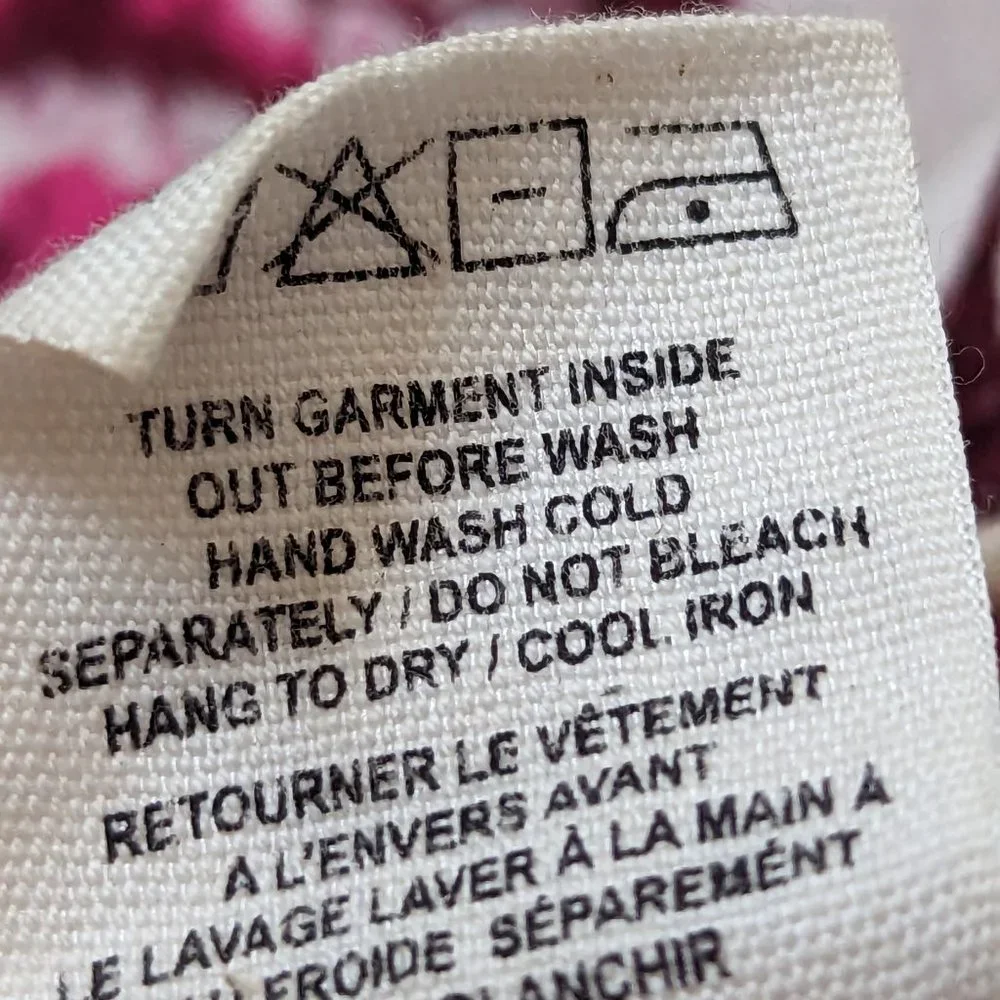 TURN GARMENT INSIDE
OUT BEFORE WASH
HAND WASH COLD
SEPARATELY / DO NOT BLEACH
HANG TO DRY / COOL IRON
RETOURNER LE VÊTEMENT
À L'ENVERS AVANT
LE LAVAGE LAVER À LA MAIN À
FROIDE SÉPARÉMENT